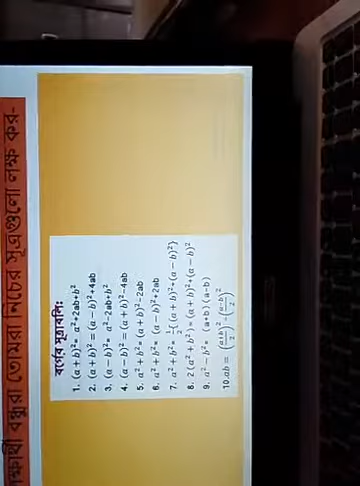 ক্ষার্থী বন্ধুরা তোমরা নিচের সূত্রগুলো লক্ষ কর-
বর্গের সূত্রাবলি:
1. (a + b)² = a²+2ab+b²
2. (a + b)² = (a − b)²+4ab
3. (a − b)² = a²−2ab+b²
4. (a − b)² = (a + b)²−4ab
5. a² + b² = (a + b)²−2ab
6. a² + b² = (a − b)²+2ab
7. a² + b² = ½{(a + b)²+(a − b)²}
8. 2(a² + b²) = (a + b)²+(a − b)²
9. a² − b² = (a+b)(a−b)
10. ab = ((a+b)/2)² − ((a−b)/2)²